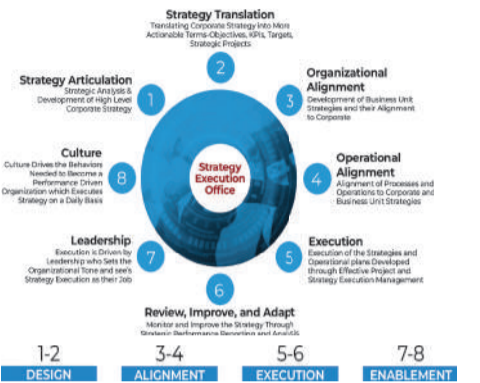 Strategy Translation
Translating Corporate Strategy into More
Actionable Terms-Objectives, KPIs, Targets,
Strategic Projects
2
Strategy Articulation
Strategic Analysis &
Development of High Level
Corporate Strategy
1
Organizational
Alignment
Development of Business Unit
Strategies and their Alignment
to Corporate
3
Culture
Culture Drives the Behaviors
Needed to Become a
Performance Driven
Organization which Executes
Strategy on a Daily Basis
8
Strategy
Execution
Office
4
Operational
Alignment
Alignment of Processes and
Operations to Corporate and
Business Unit Strategies
Leadership
Execution is Driven by
Leadership who Sets the
Organizational Tone and see's
Strategy Execution as their Job
7
5
Execution
Execution of the Strategies and
Operational plans Developed
through Effective Project and
Strategy Execution Management
6
Review, Improve, and Adapt
Monitor and Improve the Strategy Through
Strategic Performance Reporting and Analysis
1-2
DESIGN
3-4
ALIGNMENT
5-6
EXECUTION
7-8
ENABLEMENT